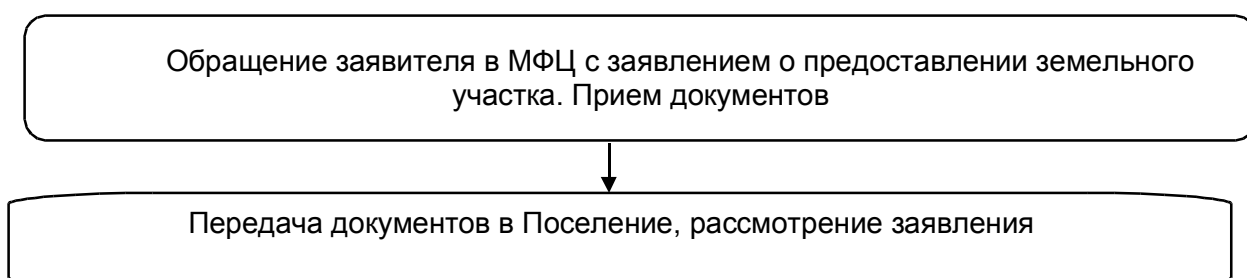 Обращение заявителя в МФЦ с заявлением о предоставлении земельного
участка. Прием документов
Передача документов в Поселение, рассмотрение заявления